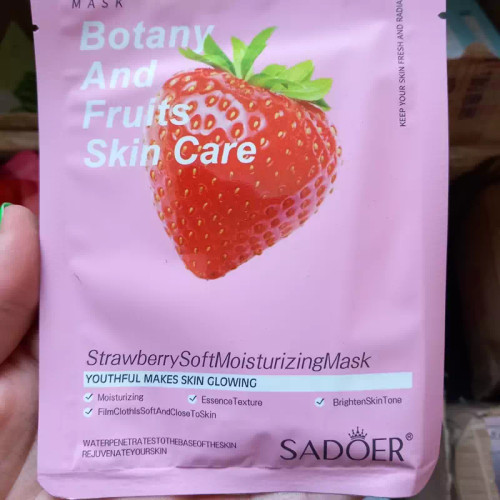 MASK
Botany
And
Fruits
Skin Care
KEEP YOUR SKIN FRESH AND
StrawberrySoftMoisturizingMask
YOUTHFUL MAKES SKIN GLOWING
Moisturizing EssenceTexture BrightenSkinTone
FilmClothIsSoftAndCloseToSkin
WATERPENETRATESTOTHEBASEOFTHESKIN
REJUVENATEYOURSKIN
SADOER®